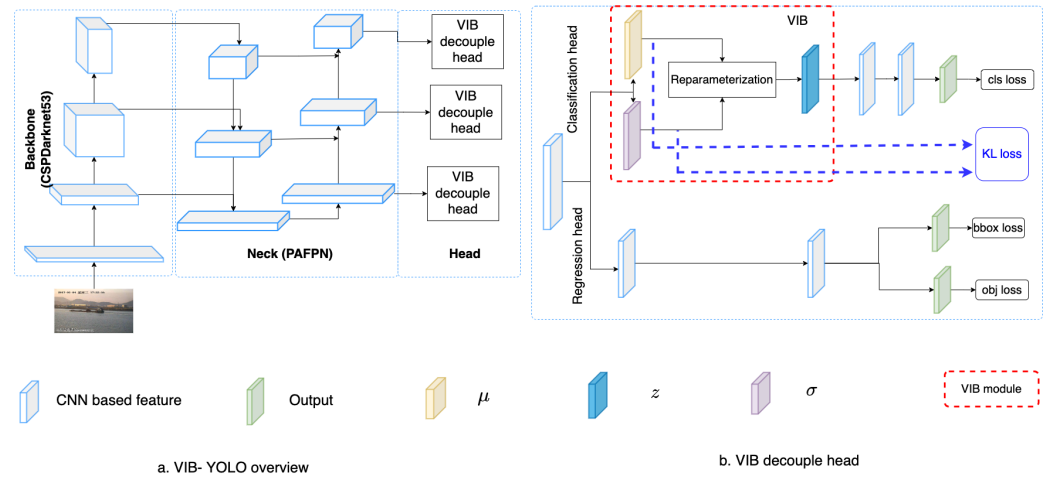 Backbone
(CSPDarknet53)
VIB
decouple
head
VIB
decouple
head
VIB
decouple
head
Neck (PAFPN)
Head
Classification head
VIB
Reparameterization
cls loss
KL loss
Regression head
bbox loss
obj loss
CNN based feature
Output
μ
z
σ
VIB module
a. VIB- YOLO overview
b. VIB decouple head